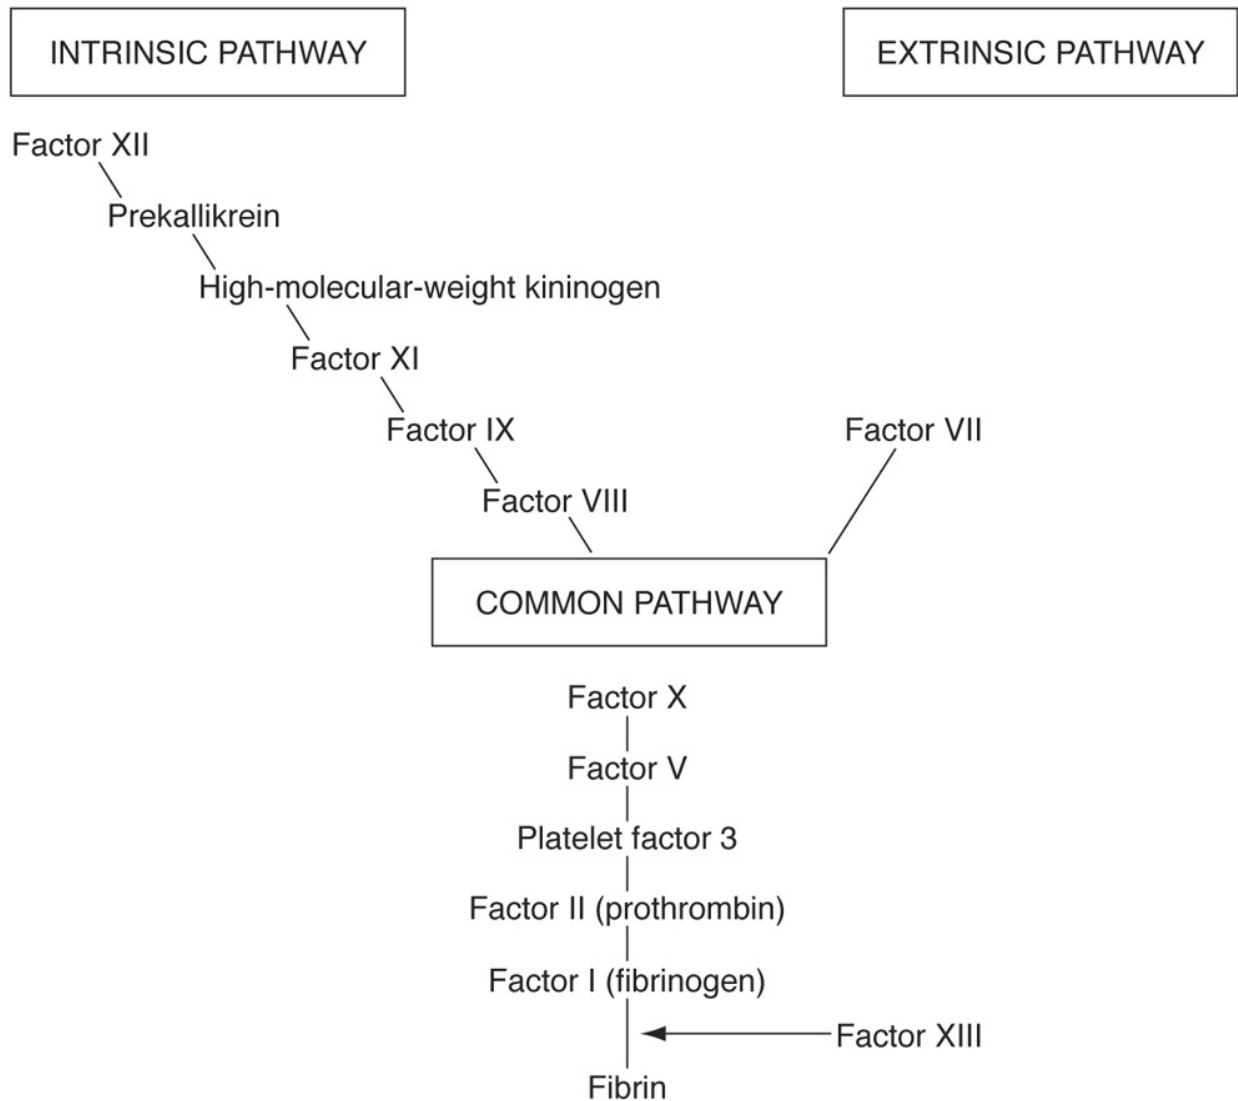 INTRINSIC PATHWAY
EXTRINSIC PATHWAY
Factor XII
Prekallikrein
High-molecular-weight kininogen
Factor XI
Factor IX
Factor VII
Factor VIII
COMMON PATHWAY
Factor X
Factor V
Platelet factor 3
Factor II (prothrombin)
Factor I (fibrinogen)
Factor XIII
Fibrin